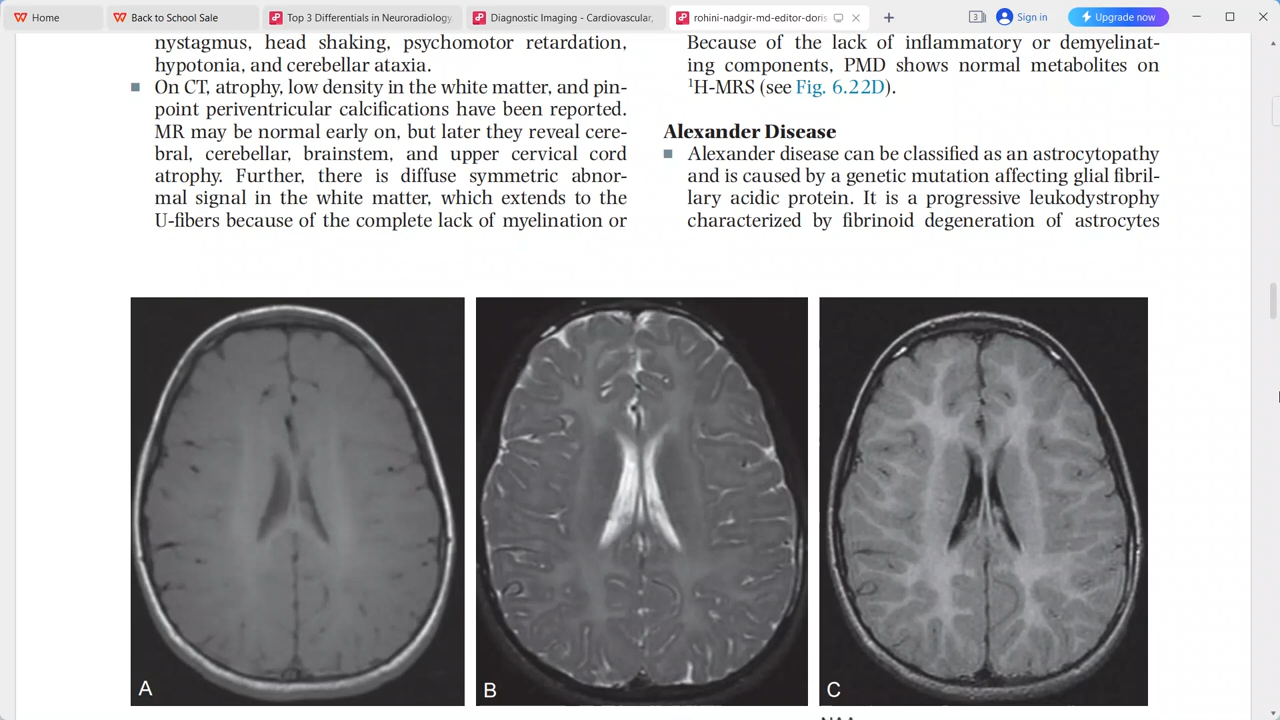 Home
Back to School Sale
Top 3 Differentials in Neuroradiology
Diagnostic Imaging - Cardiovascular,
rohini-nadgir-md-editor-doris
3
Sign in
Upgrade now
nystagmus, head shaking, psychomotor retardation,
hypotonia, and cerebellar ataxia.
On CT, atrophy, low density in the white matter, and pin-
point periventricular calcifications have been reported.
MR may be normal early on, but later they reveal cere-
bral, cerebellar, brainstem, and upper cervical cord
atrophy. Further, there is diffuse symmetric abnor-
mal signal in the white matter, which extends to the
U-fibers because of the complete lack of myelination or
Because of the lack of inflammatory or demyelinat-
ing components, PMD shows normal metabolites on
¹H-MRS (see Fig. 6.22D).
Alexander Disease
Alexander disease can be classified as an astrocytopathy
and is caused by a genetic mutation affecting glial fibril-
lary acidic protein. It is a progressive leukodystrophy
characterized by fibrinoid degeneration of astrocytes
A
B
C